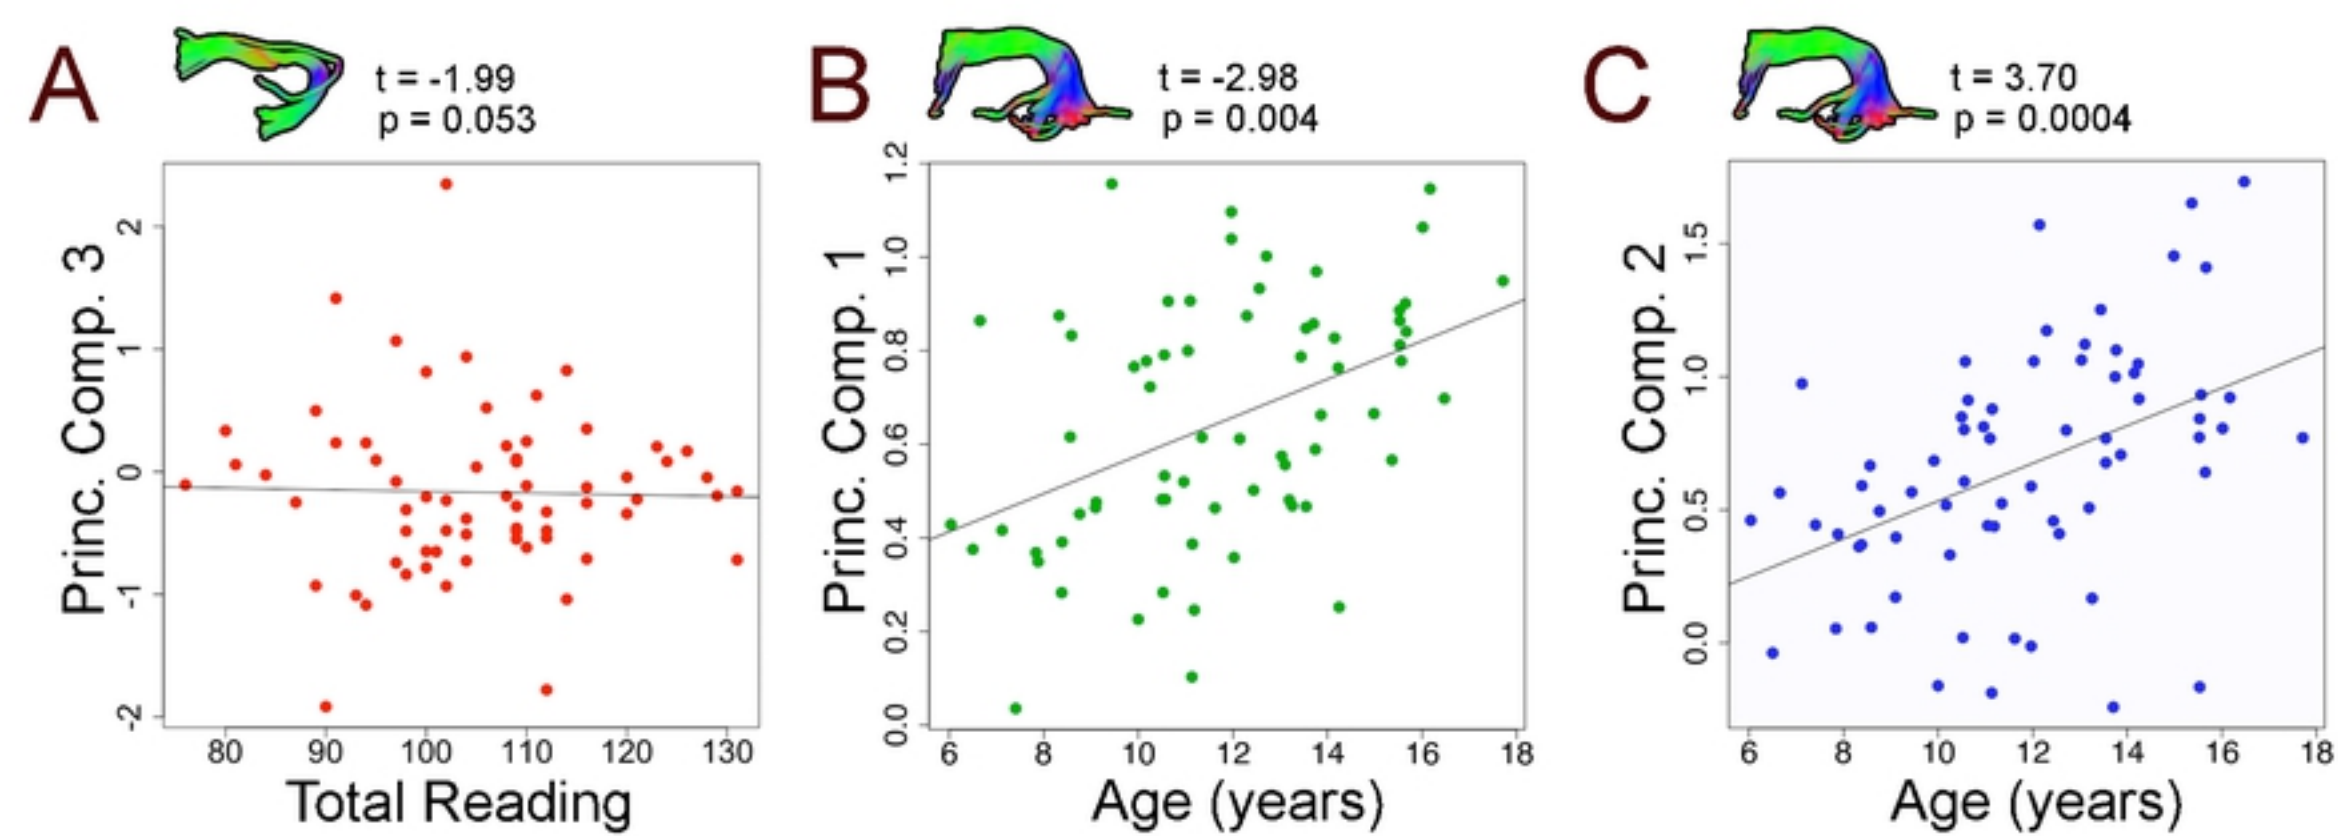 A
t = -1.99
p = 0.053
Princ. Comp. 3
2
1
0
-1
-2
80 90 100 110 120 130
Total Reading
B
t = -2.98
p = 0.004
Princ. Comp. 1
1.2
1.0
0.8
0.6
0.4
0.2
0.0
6 8 10 12 14 16 18
Age (years)
C
t = 3.70
p = 0.0004
Princ. Comp. 2
1.5
1.0
0.5
0.0
6 8 10 12 14 16 18
Age (years)